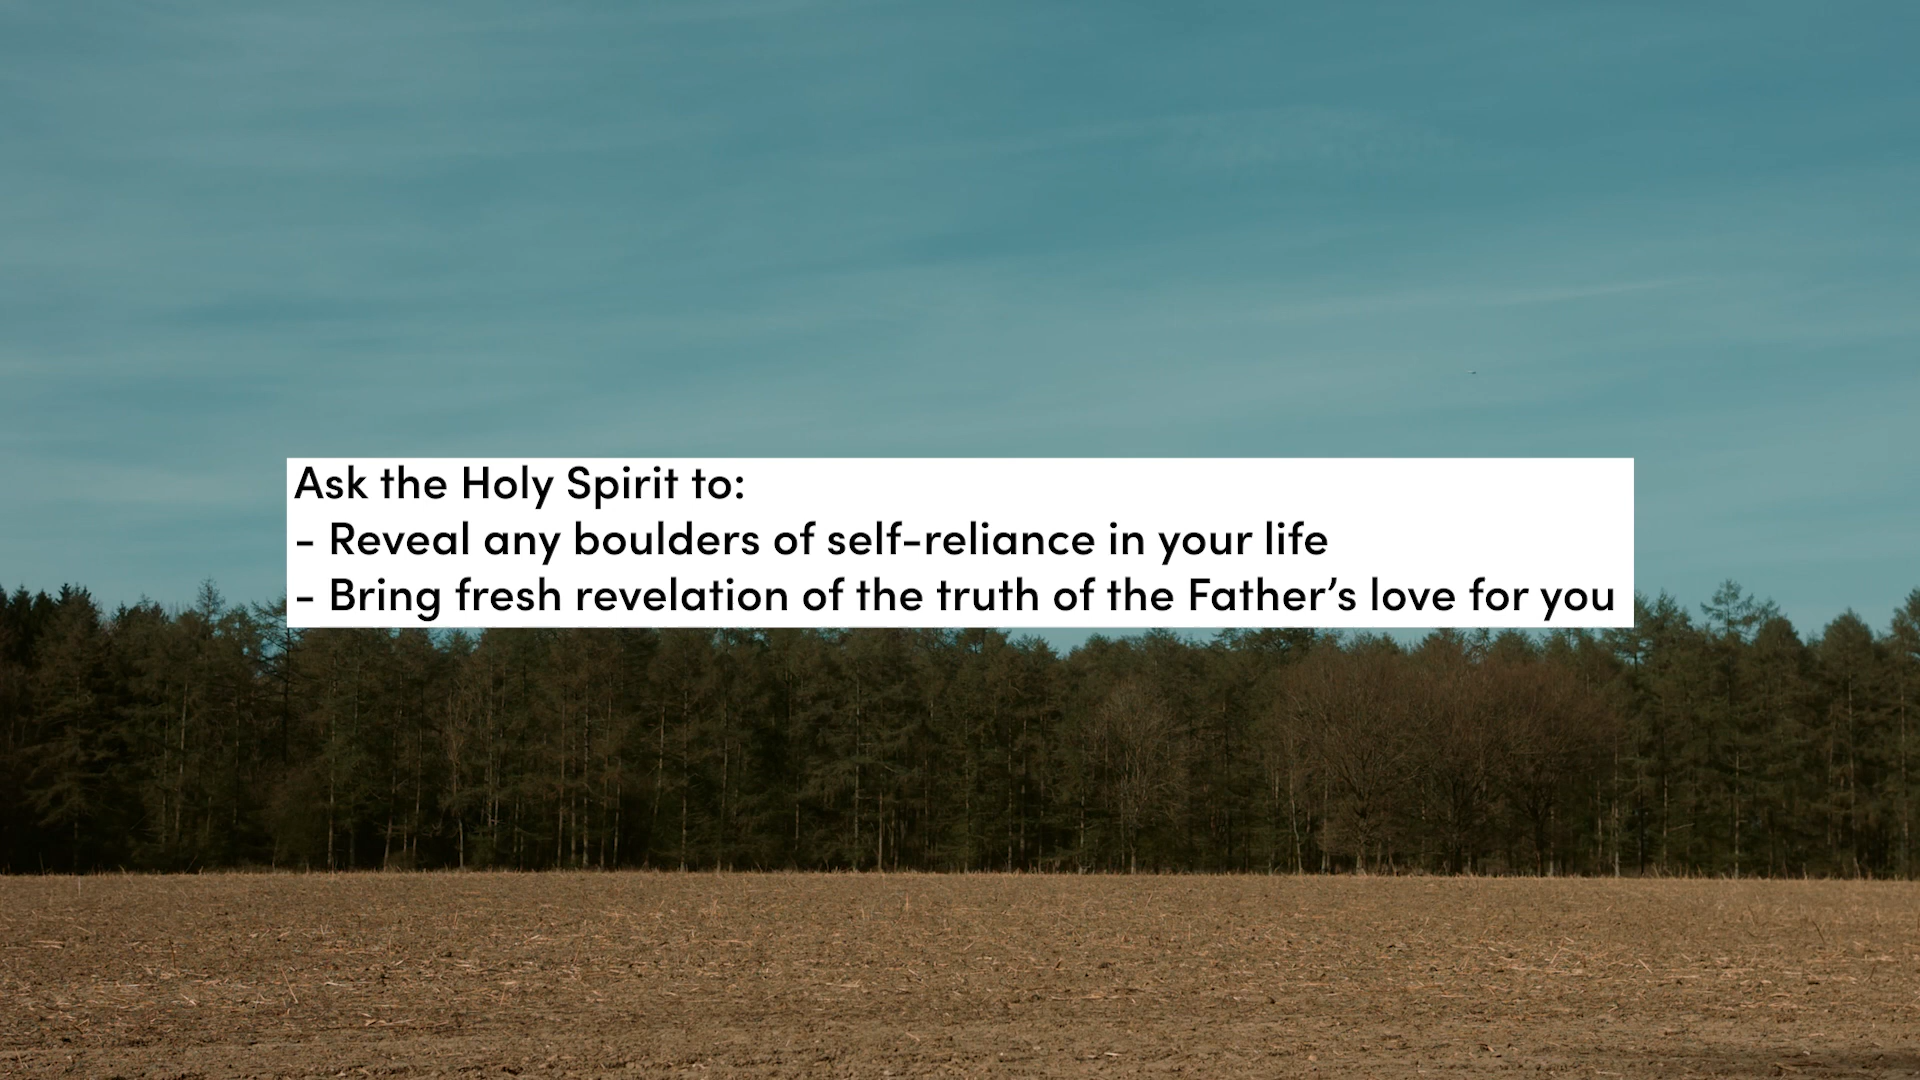 Ask the Holy Spirit to:
- Reveal any boulders of self-reliance in your life
- Bring fresh revelation of the truth of the Father’s love for you